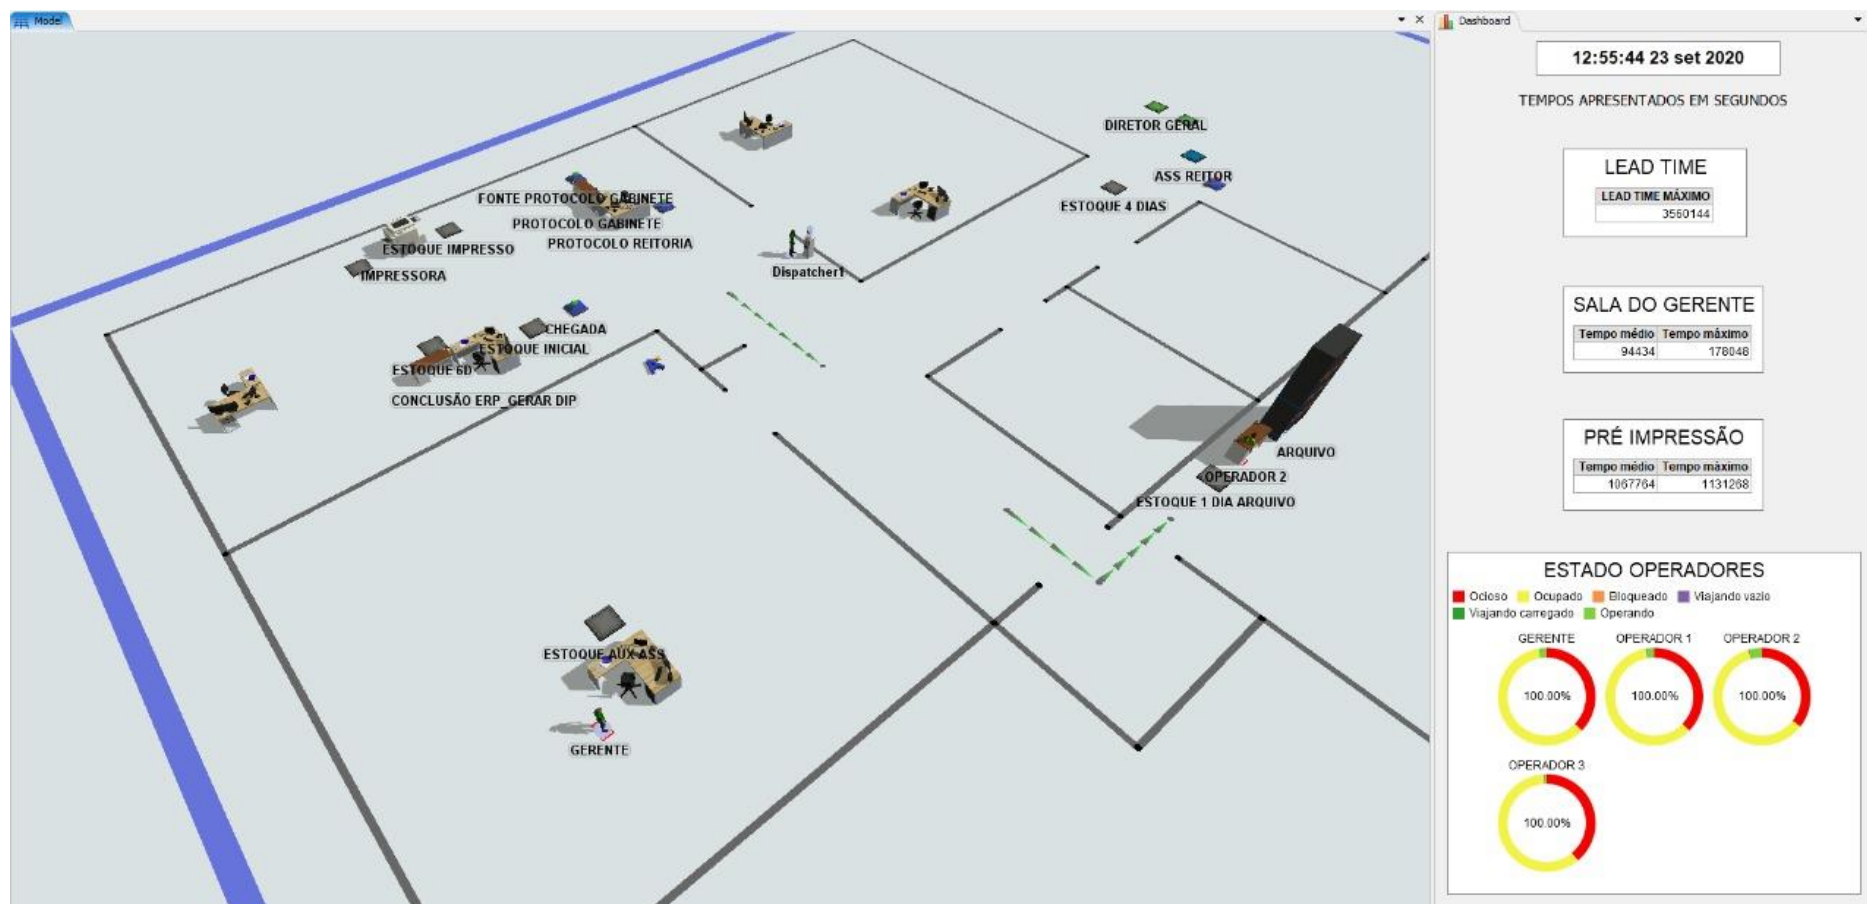 Model
DIRETOR GERAL
ASS REITOR
ESTOQUE 4 DIAS
FONTE PROTOCOLO GABINETE
PROTOCOLO GABINETE
PROTOCOLO REITORIA
ESTOQUE IMPRESSO
IMPRESSORA
Dispatcher1
CHEGADA
ESTOQUE INICIAL
ESTOQUE 6D
CONCLUSÃO ERP_GERAR DIP
ARQUIVO
OPERADOR 2
ESTOQUE 1 DIA ARQUIVO
ESTOQUE AUX ASS
GERENTE
Dashboard
12:55:44 23 set 2020
TEMPOS APRESENTADOS EM SEGUNDOS
LEAD TIME
LEAD TIME MÁXIMO
3560144
SALA DO GERENTE
Tempo médio Tempo máximo
94434 178046
PRÉ IMPRESSÃO
Tempo médio Tempo máximo
1067764 1131268
ESTADO OPERADORES
Ocioso Ocupado Bloqueado Viajando vazio
Viajando carregado Operando
GERENTE OPERADOR 1 OPERADOR 2
100.00% 100.00% 100.00%
OPERADOR 3
100.00%